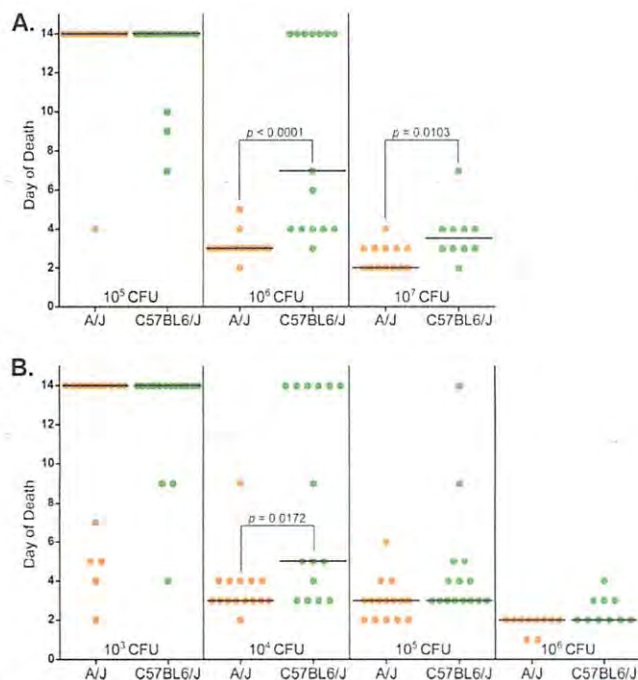 A.
14
12
10
8
6
4
2
0
Day of Death
p < 0.0001
p = 0.0103
10⁵ CFU
10⁶ CFU
10⁷ CFU
A/J
C57BL6/J
A/J
C57BL6/J
A/J
C57BL6/J
B.
14
12
10
8
6
4
2
0
Day of Death
p = 0.0172
10³ CFU
10⁴ CFU
10⁵ CFU
10⁶ CFU
A/J
C57BL6/J
A/J
C57BL6/J
A/J
C57BL6/J
A/J
C57BL6/J